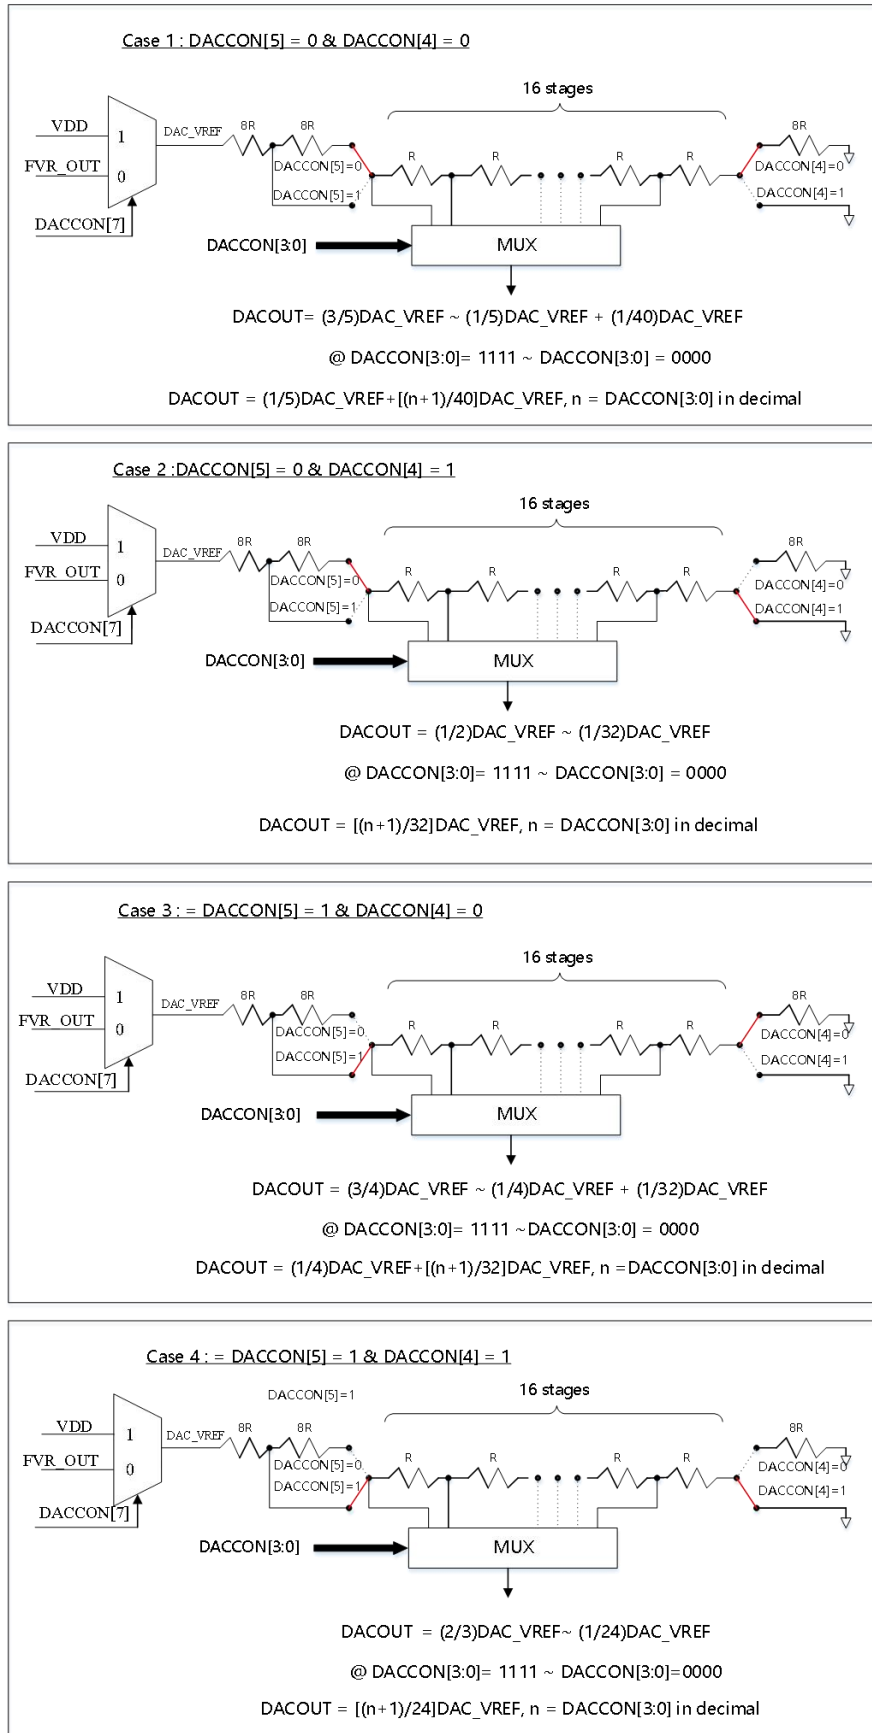 Case 1 : DACCON[5] = 0 & DACCON[4] = 0
16 stages
VDD
1
DAC_VREF
8R
8R
R
R
R
R
8R
DACCON[5]=0
DACCON[4]=0
FVR_OUT
0
DACCON[5]=1
DACCON[4]=1
DACCON[7]
DACCON[3:0]
MUX
DACOUT= (3/5)DAC_VREF ~ (1/5)DAC_VREF + (1/40)DAC_VREF
@ DACCON[3:0]= 1111 ~ DACCON[3:0] = 0000
DACOUT = (1/5)DAC_VREF+[(n+1)/40]DAC_VREF, n = DACCON[3:0] in decimal
Case 2 :DACCON[5] = 0 & DACCON[4] = 1
16 stages
VDD
1
DAC_VREF
8R
8R
R
R
R
R
8R
FVR_OUT
0
DACCON[5]=0
DACCON[4]=0
DACCON[5]=1
DACCON[4]=1
DACCON[7]
DACCON[3:0]
MUX
DACOUT = (1/2)DAC_VREF ~ (1/32)DAC_VREF
@ DACCON[3:0]= 1111 ~ DACCON[3:0] = 0000
DACOUT = [(n+1)/32]DAC_VREF, n = DACCON[3:0] in decimal
Case 3 : = DACCON[5] = 1 & DACCON[4] = 0
16 stages
VDD
1
DAC_VREF
8R
8R
R
R
R
R
8R
FVR_OUT
0
DACCON[5]=0
DACCON[4]=0
DACCON[5]=1
DACCON[4]=1
DACCON[7]
DACCON[3:0]
MUX
DACOUT = (3/4)DAC_VREF ~ (1/4)DAC_VREF + (1/32)DAC_VREF
@ DACCON[3:0]= 1111 ~DACCON[3:0] = 0000
DACOUT = (1/4)DAC_VREF+[(n+1)/32]DAC_VREF, n =DACCON[3:0] in decimal
Case 4 : = DACCON[5] = 1 & DACCON[4] = 1
DACCON[5]=1
16 stages
VDD
1
DAC_VREF
8R
8R
R
R
R
R
8R
FVR_OUT
0
DACCON[5]=0
DACCON[4]=0
DACCON[5]=1
DACCON[4]=1
DACCON[7]
DACCON[3:0]
MUX
DACOUT = (2/3)DAC_VREF~ (1/24)DAC_VREF
@ DACCON[3:0]= 1111 ~ DACCON[3:0]=0000
DACOUT = [(n+1)/24]DAC_VREF, n = DACCON[3:0] in decimal